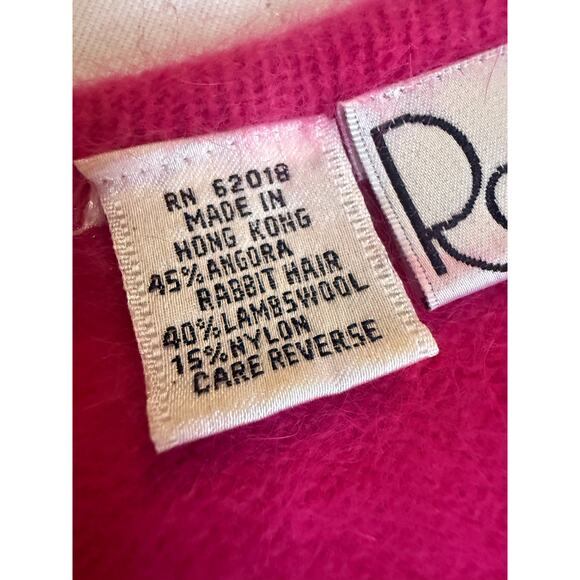 RN 62018
MADE IN
HONG KONG
45% ANGORA
RABBIT HAIR
40% LAMBSWOOL
15% NYLON
CARE REVERSE